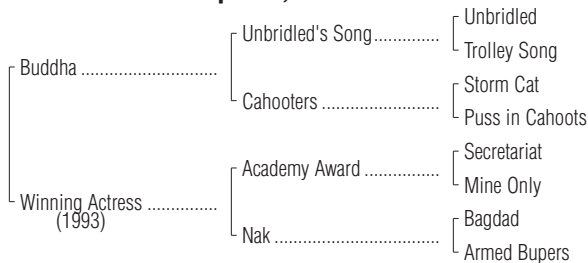 Unbridled
Unbridled's Song..............
Trolley Song
Buddha .............................
Storm Cat
Cahooters .........................
Puss in Cahoots
Secretariat
Academy Award ................
Mine Only
Winning Actress ...............
(1993)
Bagdad
Nak ...................................
Armed Bupers